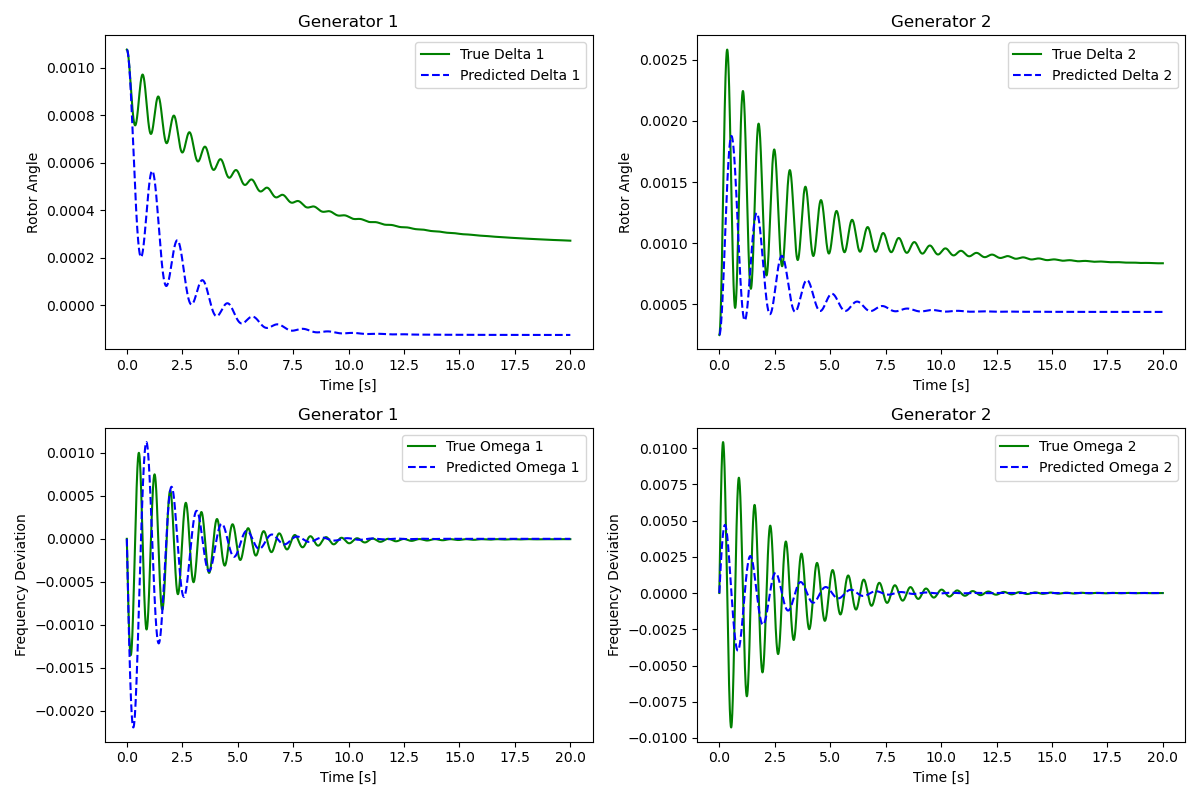 Generator 1
True Delta 1
Predicted Delta 1
0.0010
0.0008
0.0006
0.0004
0.0002
0.0000
Rotor Angle
0.0 2.5 5.0 7.5 10.0 12.5 15.0 17.5 20.0
Time [s]
Generator 2
True Delta 2
Predicted Delta 2
0.0025
0.0020
0.0015
0.0010
0.0005
Rotor Angle
0.0 2.5 5.0 7.5 10.0 12.5 15.0 17.5 20.0
Time [s]
Generator 1
True Omega 1
Predicted Omega 1
0.0010
0.0005
0.0000
−0.0005
−0.0010
−0.0015
−0.0020
Frequency Deviation
0.0 2.5 5.0 7.5 10.0 12.5 15.0 17.5 20.0
Time [s]
Generator 2
True Omega 2
Predicted Omega 2
0.0100
0.0075
0.0050
0.0025
0.0000
−0.0025
−0.0050
−0.0075
−0.0100
Frequency Deviation
0.0 2.5 5.0 7.5 10.0 12.5 15.0 17.5 20.0
Time [s]